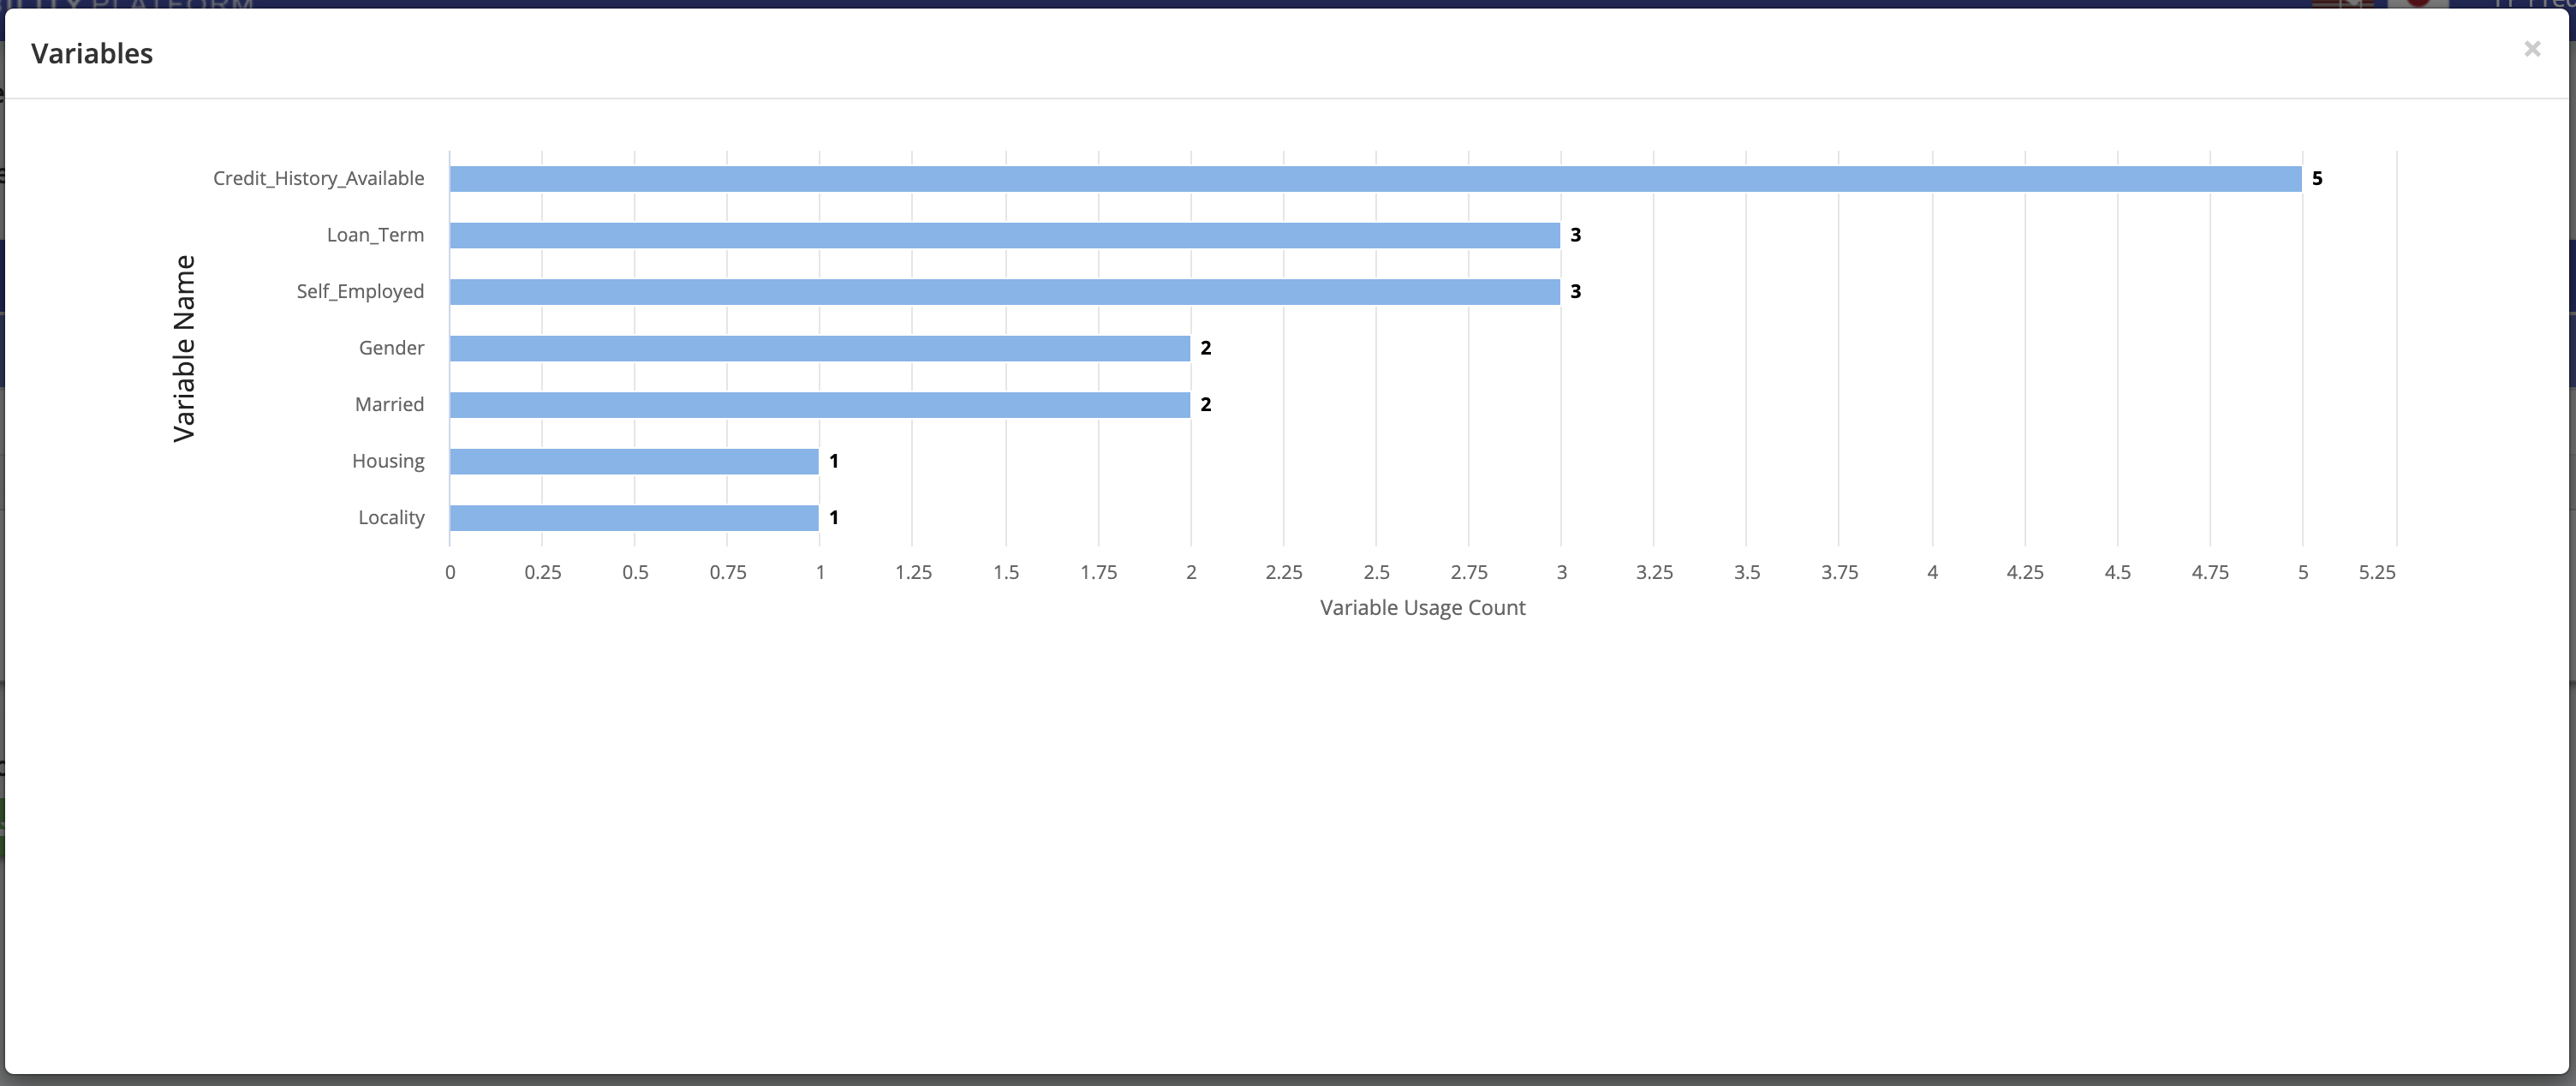 PLATFORM
Variables
×
Variable Name
Credit_History_Available
5
Loan_Term
3
Self_Employed
3
Gender
2
Married
2
Housing
1
Locality
1
0 0.25 0.5 0.75 1 1.25 1.5 1.75 2 2.25 2.5 2.75 3 3.25 3.5 3.75 4 4.25 4.5 4.75 5 5.25
Variable Usage Count